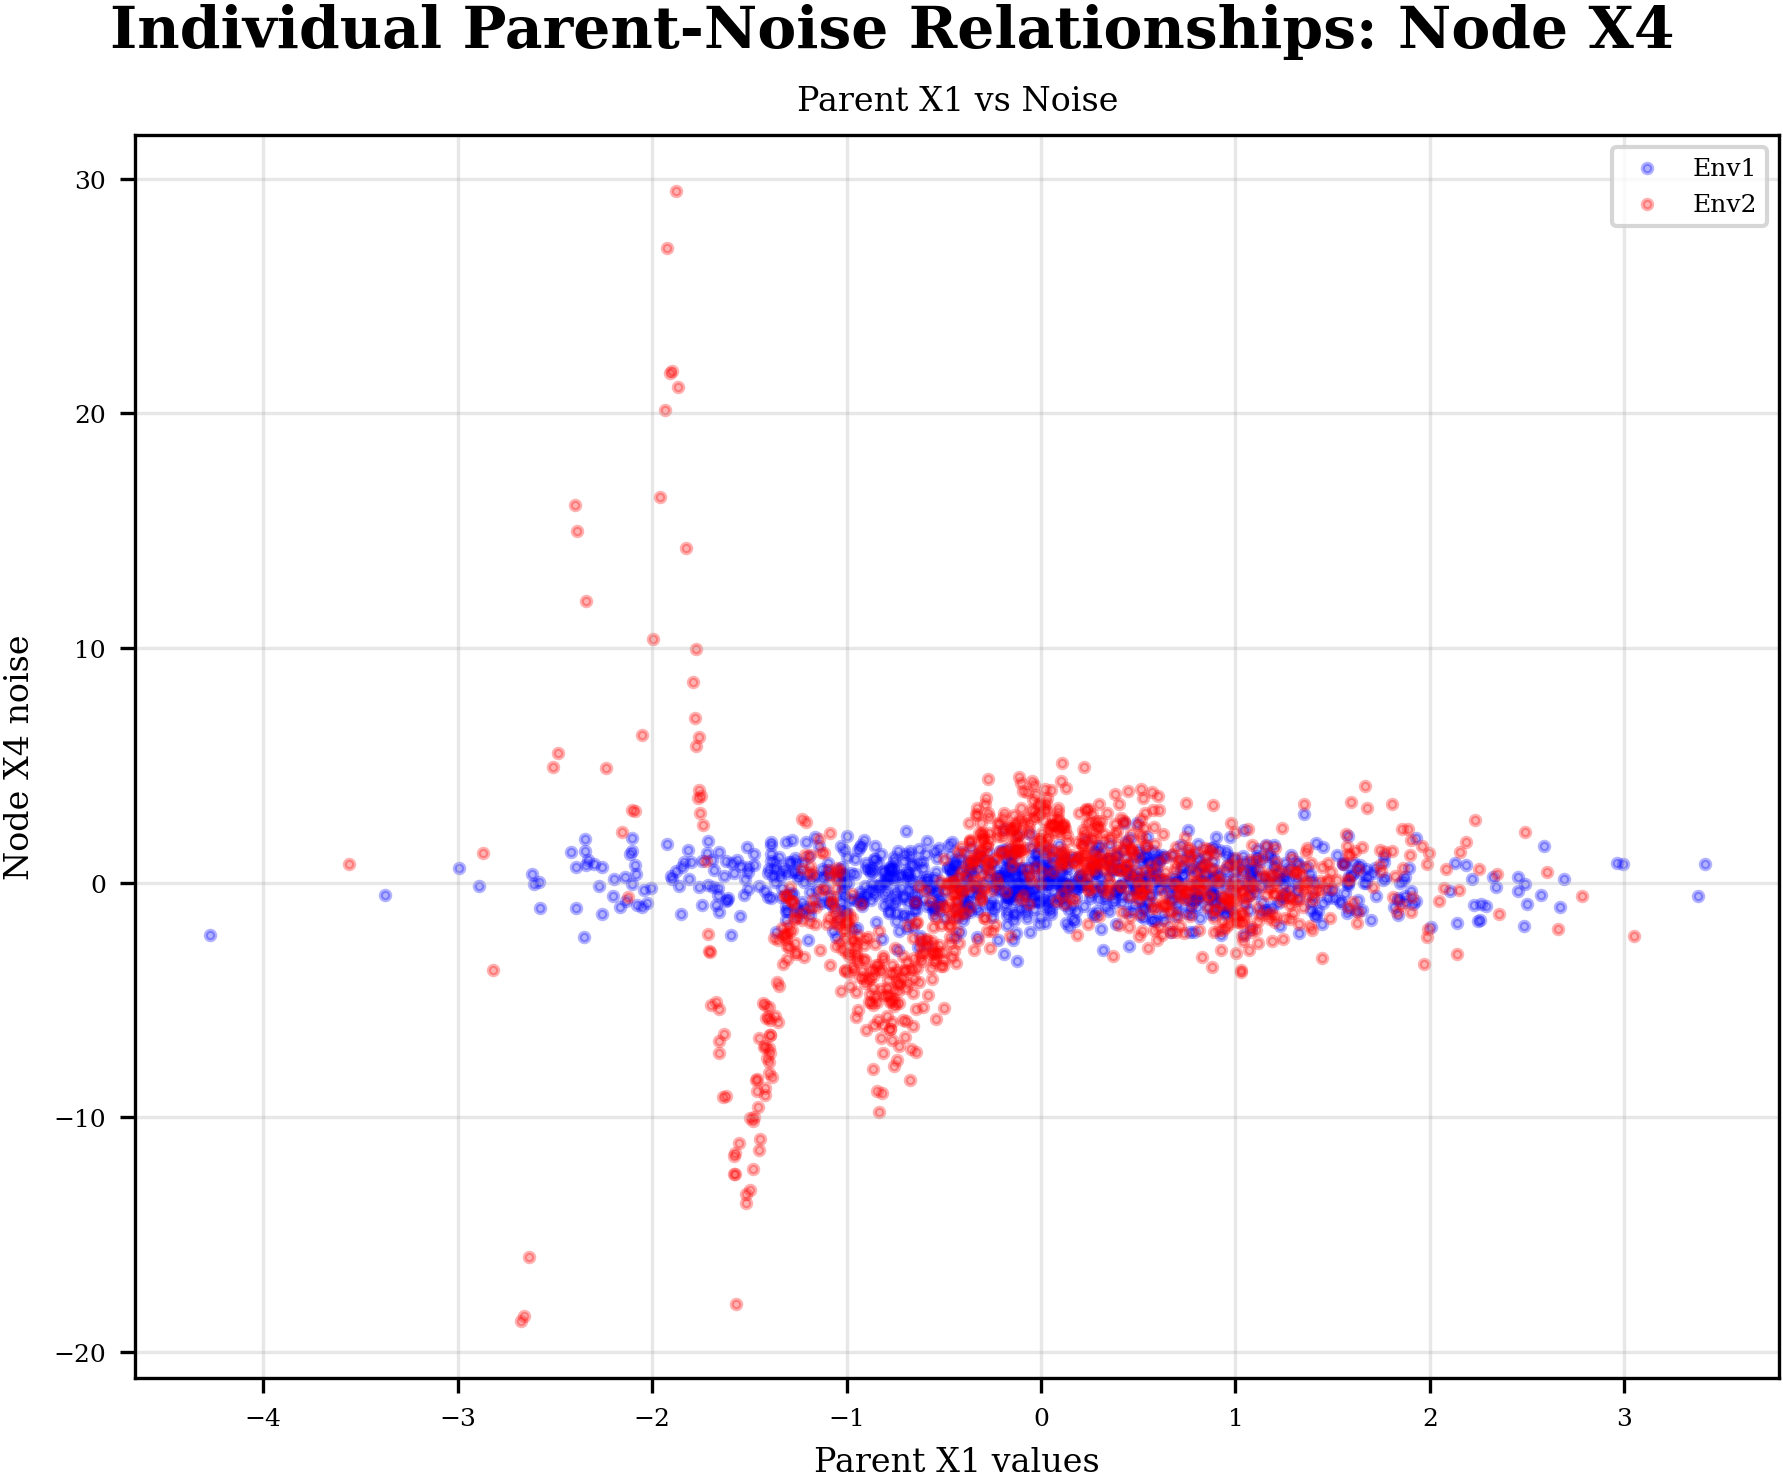 Individual Parent-Noise Relationships: Node X4
Parent X1 vs Noise
Env1
Env2
30
20
10
0
−10
−20
Node X4 noise
−4
−3
−2
−1
0
1
2
3
Parent X1 values